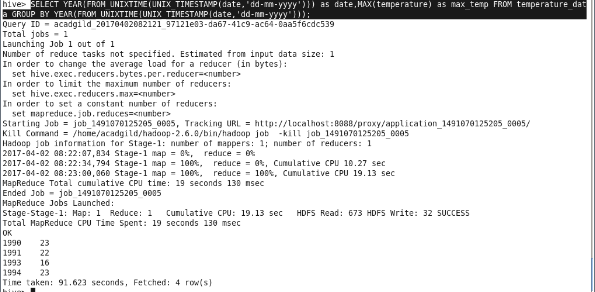 hive> SELECT YEAR(FROM_UNIXTIME(UNIX_TIMESTAMP(date,'dd-mm-yyyy'))) as date,MAX(temperature) as max_temp FROM temperature_dat
a GROUP BY YEAR(FROM_UNIXTIME(UNIX_TIMESTAMP(date,'dd-mm-yyyy')));
Query ID = acadgild_20170402082121_97121e03-da67-41c9-ac64-0aa5f6cdc539
Total jobs = 1
Launching Job 1 out of 1
Number of reduce tasks not specified. Estimated from input data size: 1
In order to change the average load for a reducer (in bytes):
  set hive.exec.reducers.bytes.per.reducer=<number>
In order to limit the maximum number of reducers:
  set hive.exec.reducers.max=<number>
In order to set a constant number of reducers:
  set mapreduce.job.reduces=<number>
Starting Job = job_1491070125205_0005, Tracking URL = http://localhost:8088/proxy/application_1491070125205_0005/
Kill Command = /home/acadgild/hadoop-2.6.0/bin/hadoop job  -kill job_1491070125205_0005
Hadoop job information for Stage-1: number of mappers: 1; number of reducers: 1
2017-04-02 08:22:07,834 Stage-1 map = 0%,  reduce = 0%
2017-04-02 08:22:34,794 Stage-1 map = 100%,  reduce = 0%, Cumulative CPU 10.27 sec
2017-04-02 08:23:00,060 Stage-1 map = 100%,  reduce = 100%, Cumulative CPU 19.13 sec
MapReduce Total cumulative CPU time: 19 seconds 130 msec
Ended Job = job_1491070125205_0005
MapReduce Jobs Launched:
Stage-Stage-1: Map: 1  Reduce: 1   Cumulative CPU: 19.13 sec   HDFS Read: 673 HDFS Write: 32 SUCCESS
Total MapReduce CPU Time Spent: 19 seconds 130 msec
OK
1990    23
1991    22
1993    16
1994    23
Time taken: 91.623 seconds, Fetched: 4 row(s)
hive>